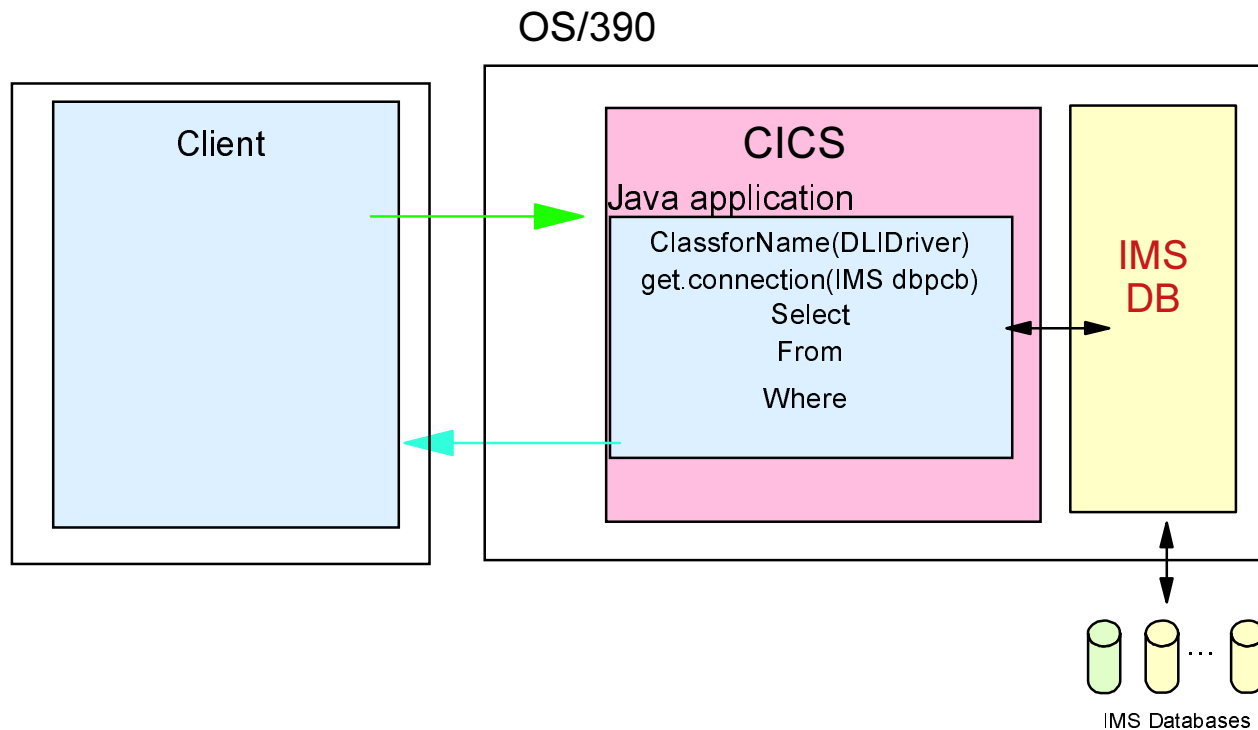 OS/390
Client
CICS
Java application
ClassforName(DLIDriver)
get.connection(IMS dbpcb)
Select
From
Where
IMS
DB
...
IMS Databases